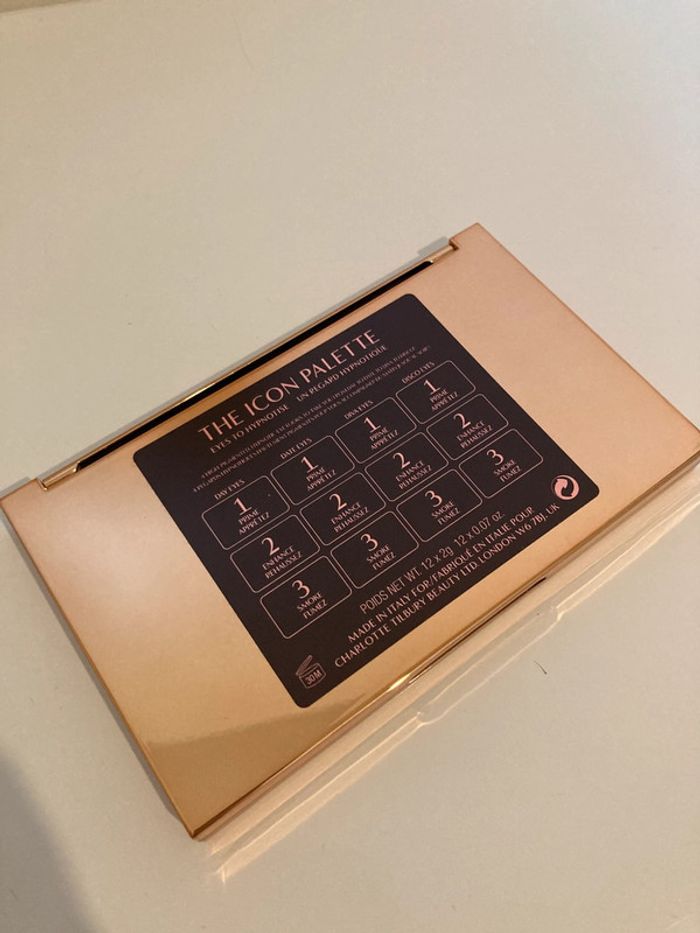 THE ICON PALETTE
EYES TO HYPNOTISE UN REGARD HYPNOTIQUE
DAY EYES DATE EYES DIVA EYES DISCO EYES
1 1 1 1
PRIME PRIME PRIME PRIME
APPRÊTEZ APPRÊTEZ APPRÊTEZ APPRÊTEZ
2 2 2 2
ENHANCE ENHANCE ENHANCE ENHANCE
REHAUSSEZ REHAUSSEZ REHAUSSEZ REHAUSSEZ
3 3 3 3
SMOKE SMOKE SMOKE SMOKE
FUMEZ FUMEZ FUMEZ FUMEZ
POIDS NET WT. 12 x 2g 12 x 0.07 oz.
MADE IN ITALY FOR/FABRIQUÉ EN ITALIE POUR
CHARLOTTE TILBURY BEAUTY LTD. LONDON W6 7BJ, UK
30M